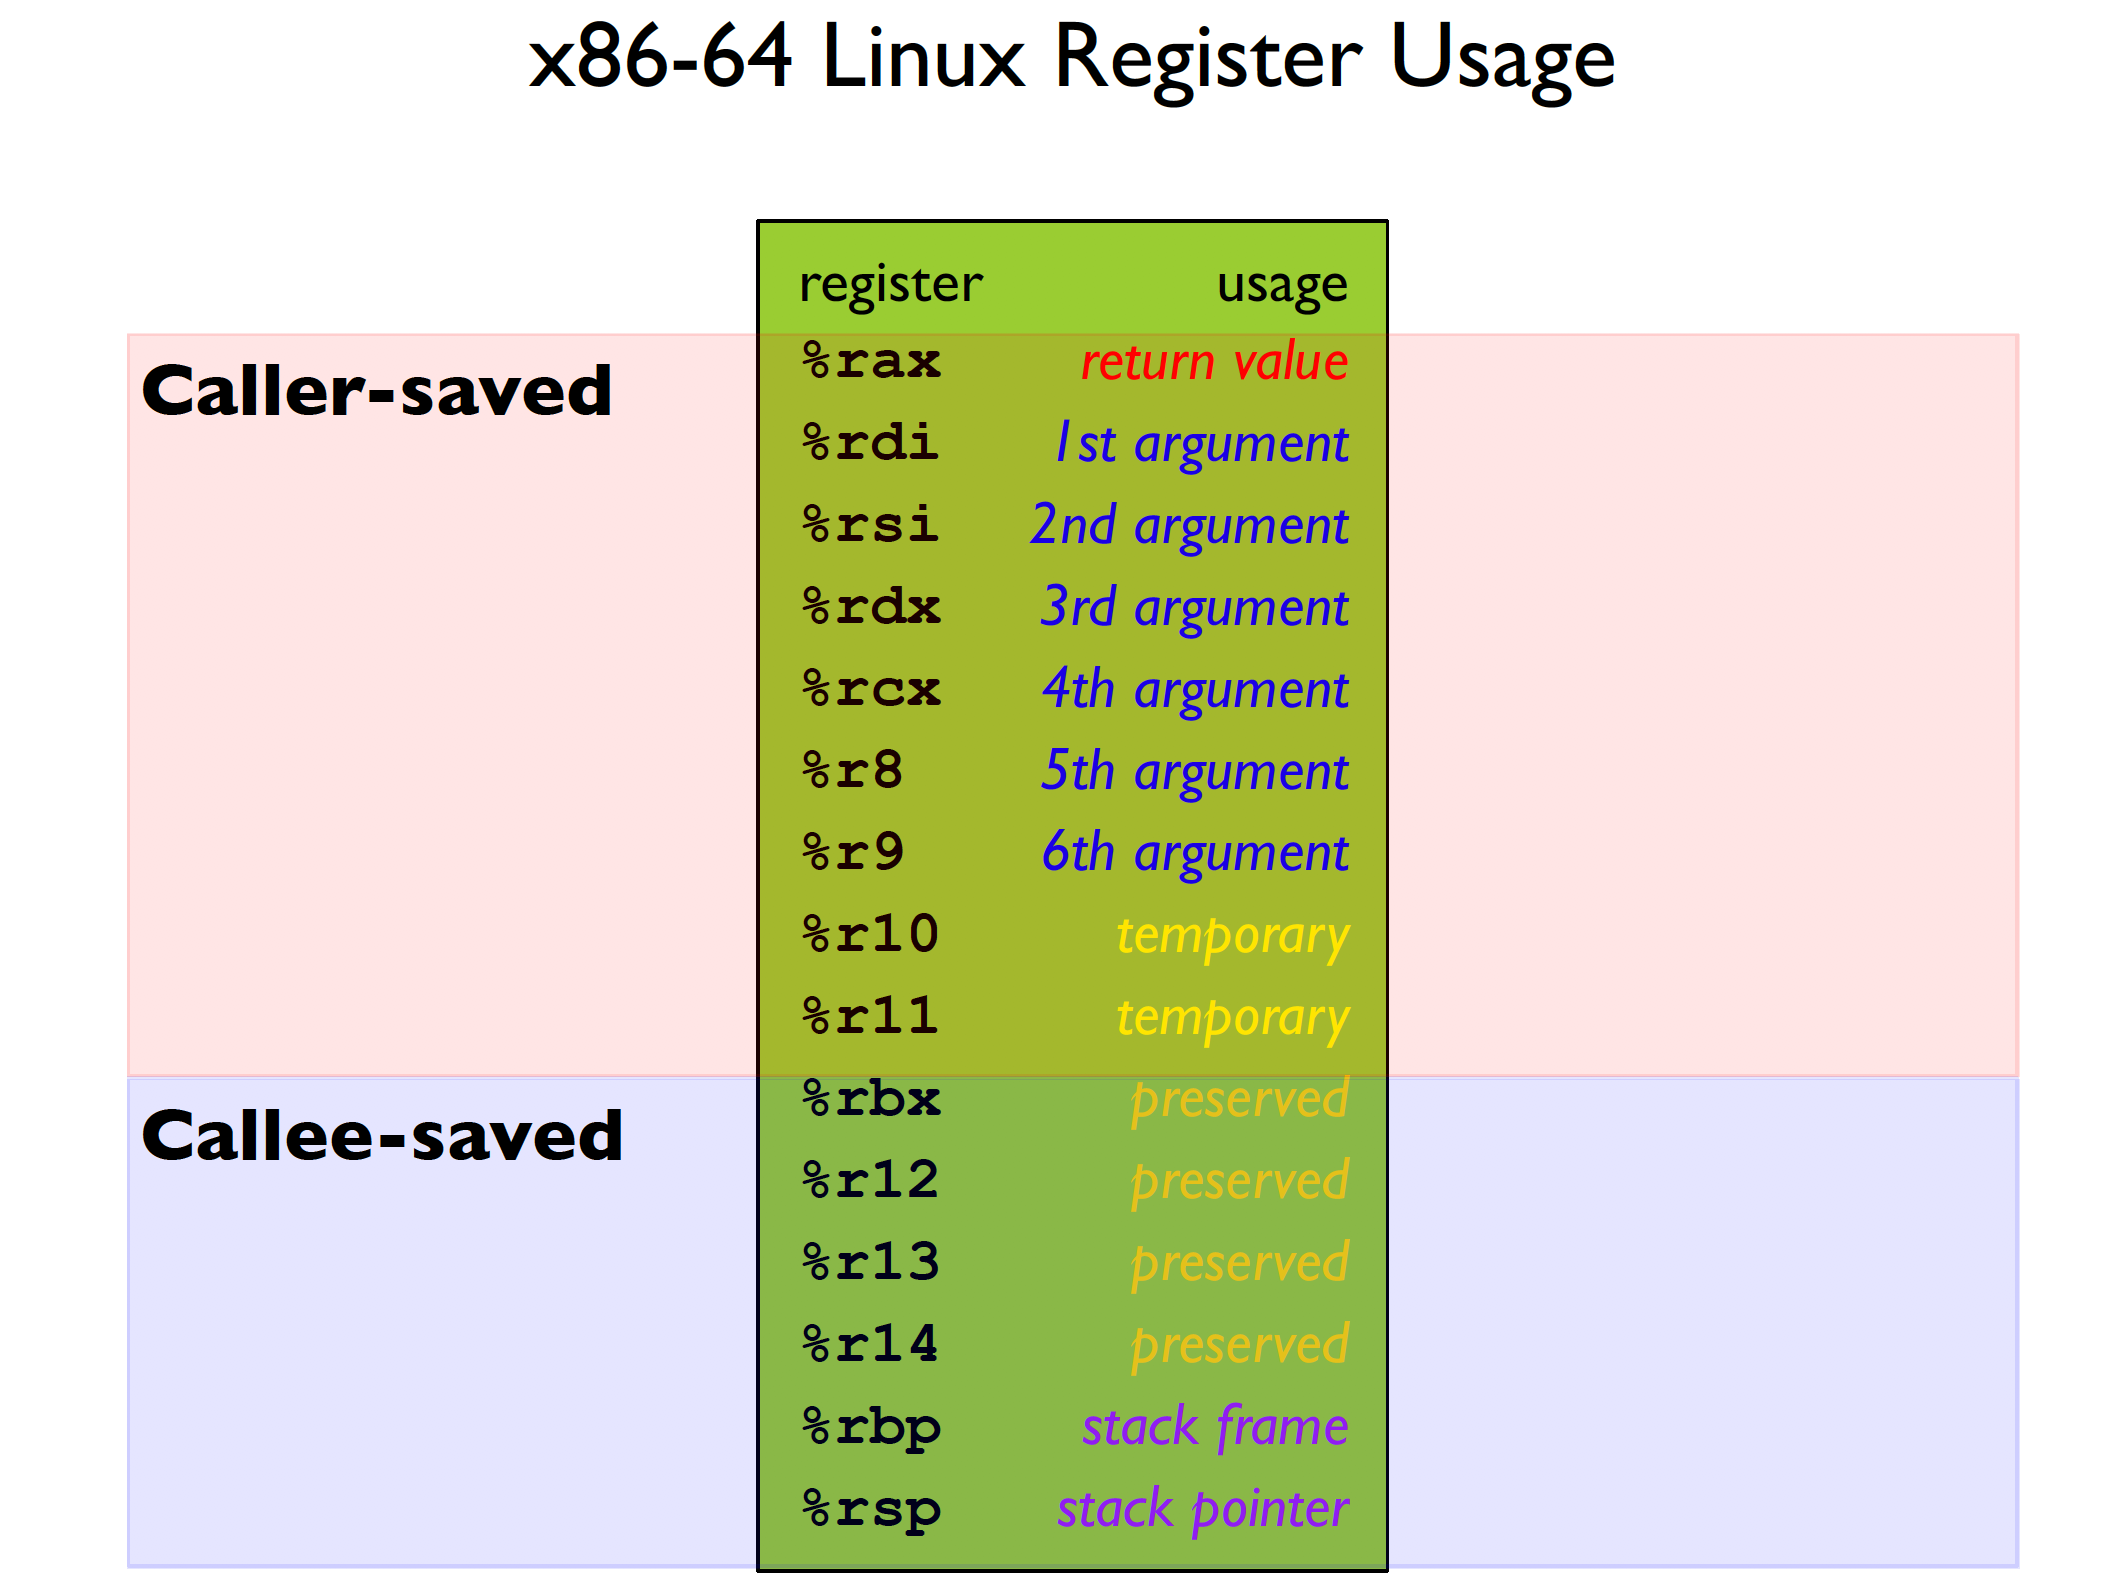 x86-64 Linux Register Usage
register usage
Caller-saved
%rax return value
%rdi 1st argument
%rsi 2nd argument
%rdx 3rd argument
%rcx 4th argument
%r8 5th argument
%r9 6th argument
%r10 temporary
%r11 temporary
Callee-saved
%rbx preserved
%r12 preserved
%r13 preserved
%r14 preserved
%rbp stack frame
%rsp stack pointer